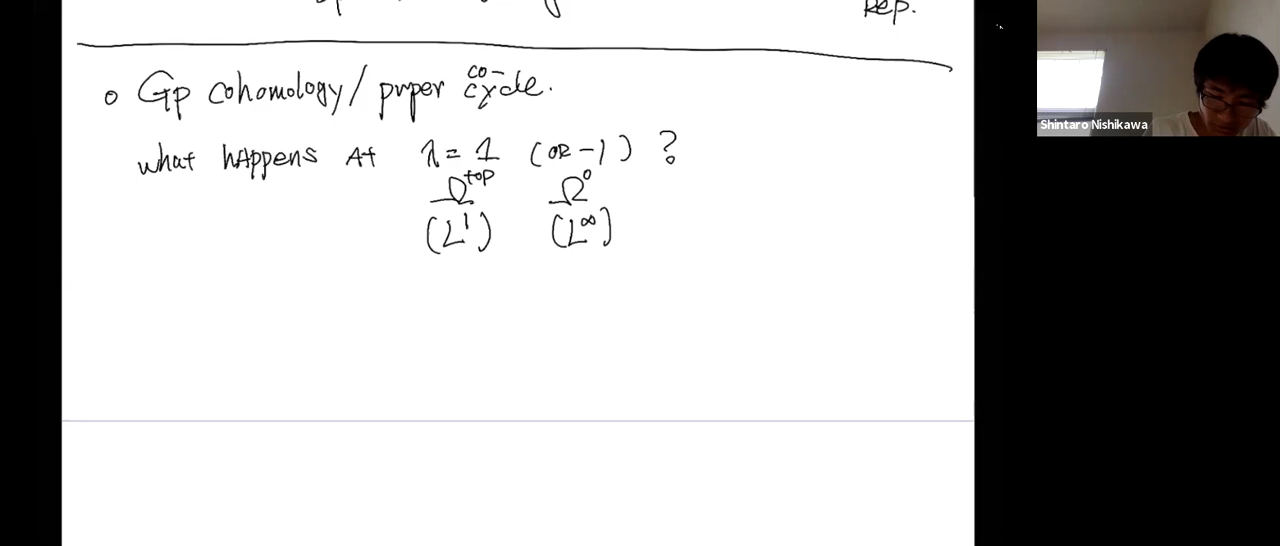 Rep.
o Gp cohomology/ proper co-cycle.
what happens At λ = 1 (or -1) ?
Ω^top Ω^0
(L^1) (L^∞)
Shintaro Nishikawa